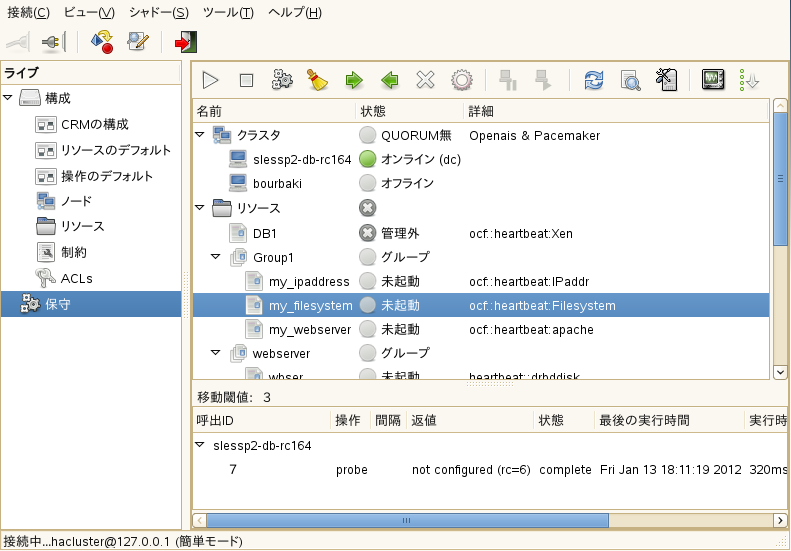 接続(C) ビュー(V) シャドー(S) ツール(T) ヘルプ(H)
ライブ
構成
CRMの構成
リソースのデフォルト
操作のデフォルト
ノード
リソース
制約
ACLs
保守
名前 状態 詳細
クラスタ QUORUM無 Openais & Pacemaker
slessp2-db-rc164 オンライン (dc)
bourbaki オフライン
リソース
DB1 管理外 ocf::heartbeat:Xen
Group1 グループ
my_ipaddress 未起動 ocf::heartbeat:IPaddr
my_filesystem 未起動 ocf::heartbeat:Filesystem
my_webserver 未起動 ocf::heartbeat:apache
webserver グループ
wbser 未起動 heartbeat::drbddisk
移動閾値: 3
呼出ID 操作 間隔 返値 状態 最後の実行時間 実行時
slessp2-db-rc164
7 probe not configured (rc=6) complete Fri Jan 13 18:11:19 2012 320ms
接続中...hacluster@127.0.0.1 (簡単モード)